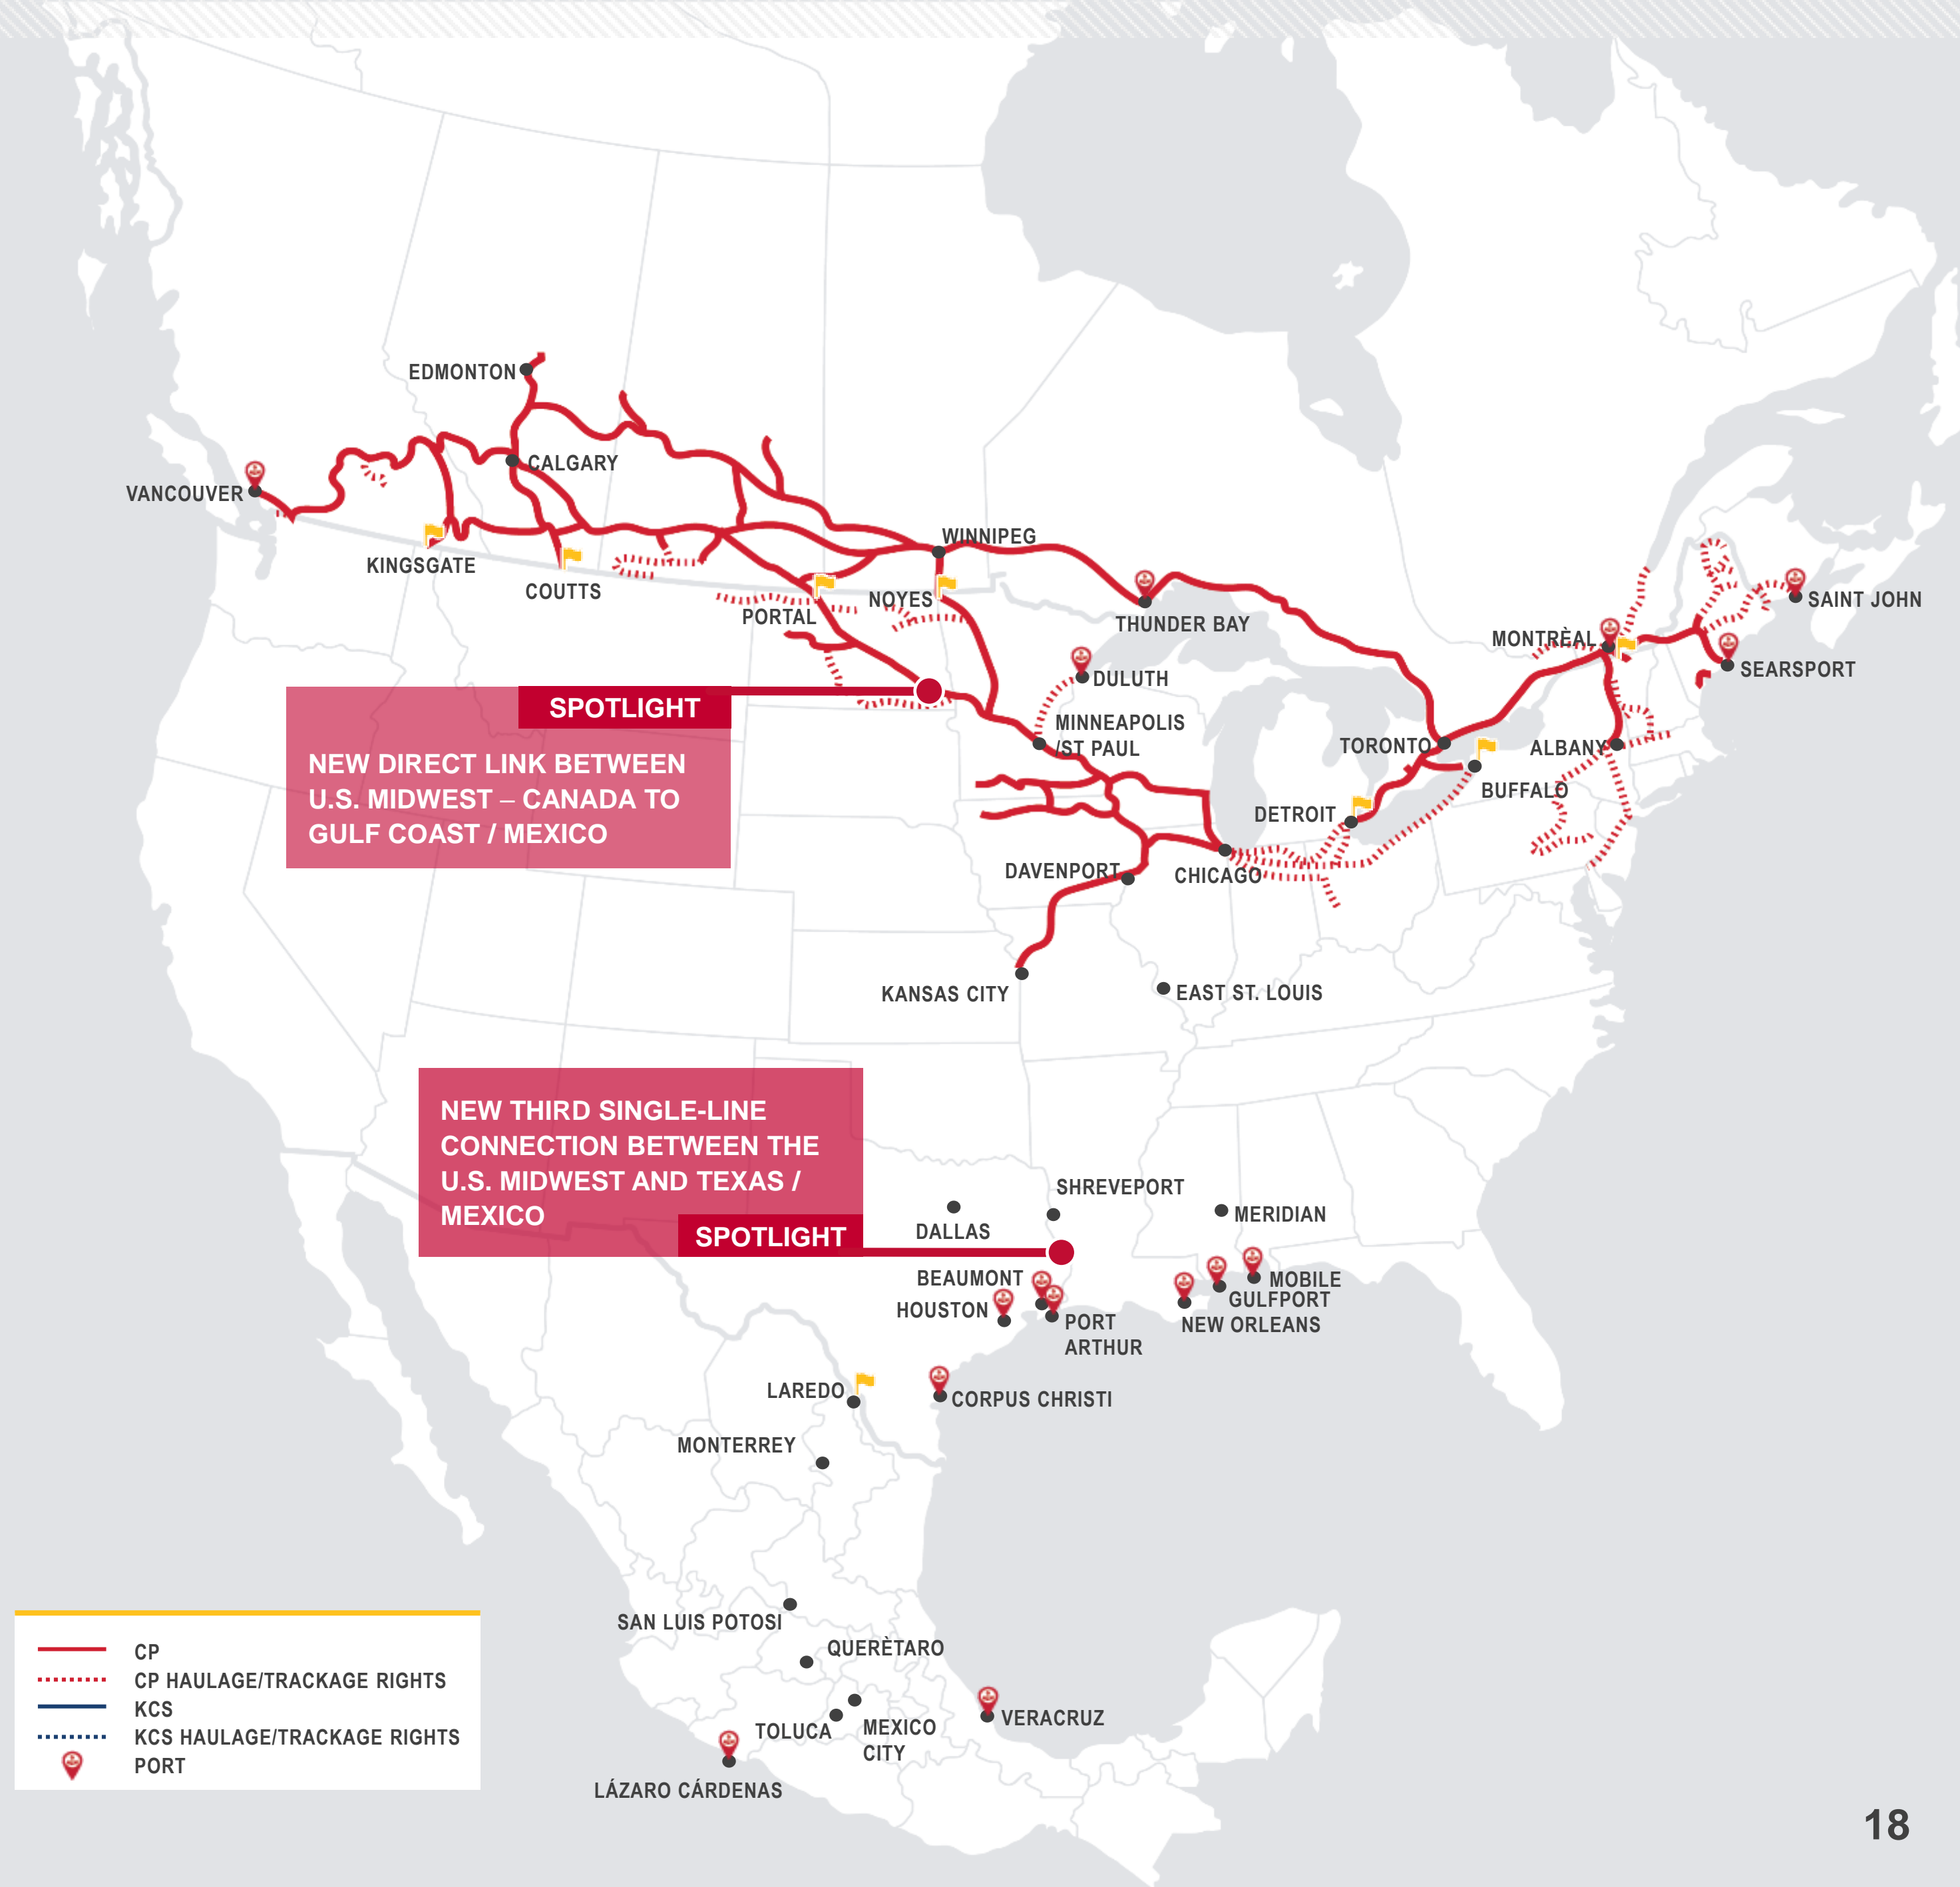 EDMONTON
CALGARY
VANCOUVER
WINNIPEG
KINGSGATE
COUTTS
NOYES
PORTAL
THUNDER BAY
SAINT JOHN
MONTRÈAL
SEARSPORT
DULUTH
MINNEAPOLIS
/ST PAUL
TORONTO
ALBANY
BUFFALO
DETROIT
SPOTLIGHT
NEW DIRECT LINK BETWEEN
U.S. MIDWEST – CANADA TO
GULF COAST / MEXICO
DAVENPORT
CHICAGO
KANSAS CITY
EAST ST. LOUIS
NEW THIRD SINGLE-LINE
CONNECTION BETWEEN THE
U.S. MIDWEST AND TEXAS /
MEXICO
SPOTLIGHT
SHREVEPORT
MERIDIAN
DALLAS
BEAUMONT
HOUSTON
PORT
ARTHUR
MOBILE
GULFPORT
NEW ORLEANS
LAREDO
CORPUS CHRISTI
MONTERREY
SAN LUIS POTOSI
QUERÈTARO
TOLUCA
MEXICO
CITY
VERACRUZ
LÁZARO CÁRDENAS
CP
CP HAULAGE/TRACKAGE RIGHTS
KCS
KCS HAULAGE/TRACKAGE RIGHTS
PORT
18